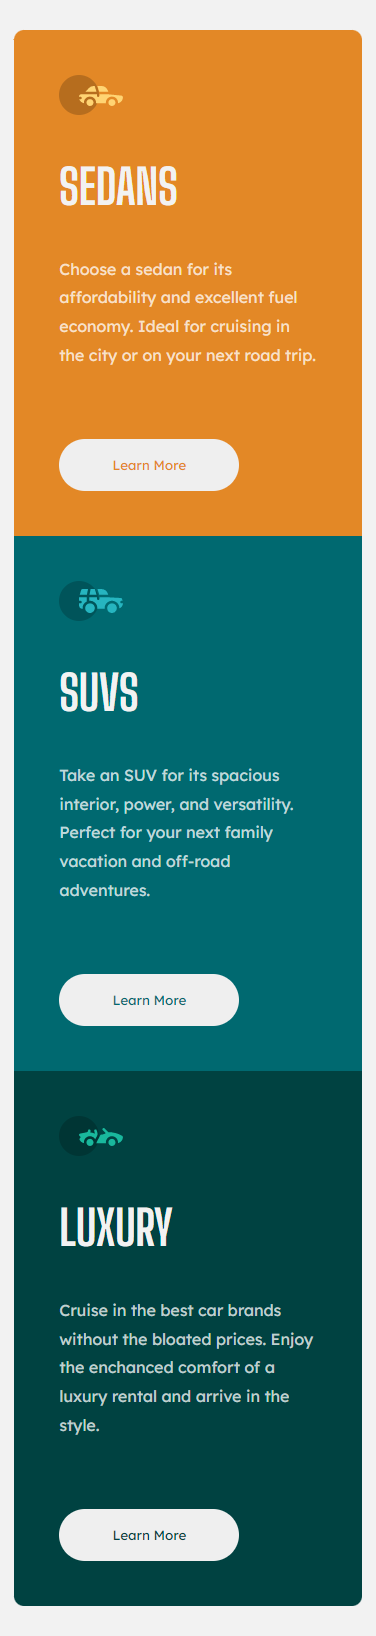 SEDANS
Choose a sedan for its
affordability and excellent fuel
economy. Ideal for cruising in
the city or on your next road trip.
Learn More
SUVS
Take an SUV for its spacious
interior, power, and versatility.
Perfect for your next family
vacation and off-road
adventures.
Learn More
LUXURY
Cruise in the best car brands
without the bloated prices. Enjoy
the enchanced comfort of a
luxury rental and arrive in the
style.
Learn More